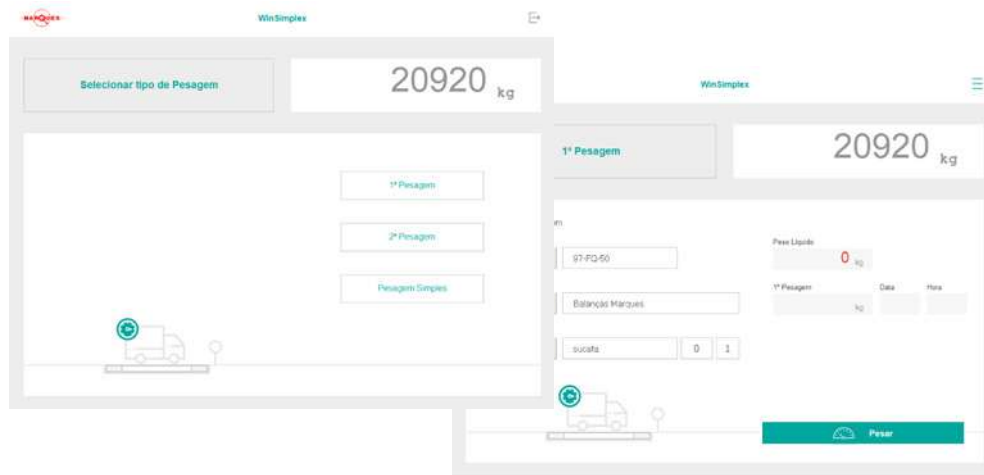 MARQUES
WinSimplex
Selecionar tipo de Pesagem
20920 kg
1ª Pesagem
2ª Pesagem
Pesagem Simples
WinSimplex
1ª Pesagem
20920 kg
97-FQ-50
Balanças Marques
sucata
0 1
Peso Líquido
0 kg
1ª Pesagem Data Hora
kg
Pesar